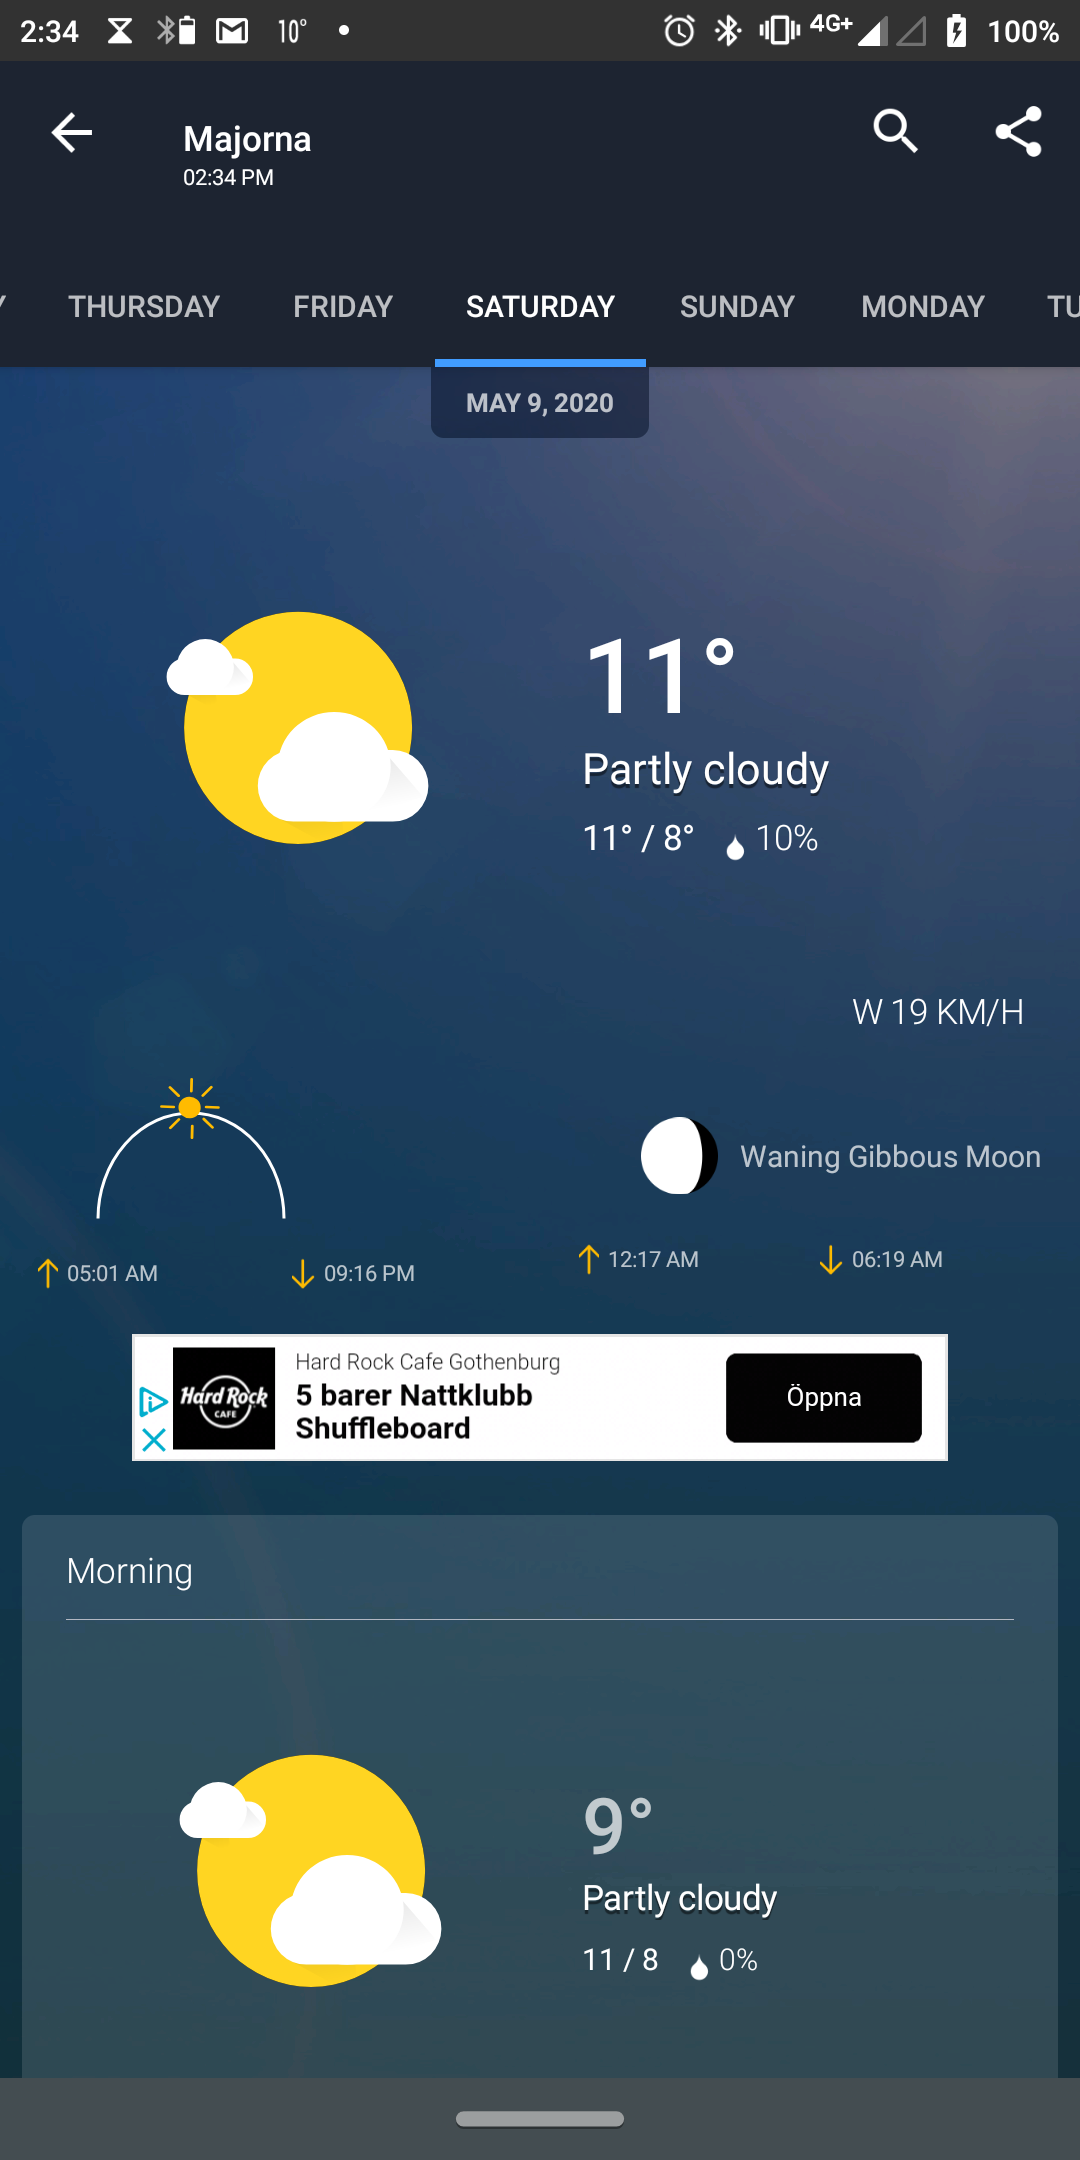 2:34 10° 4G+ 100%
Majorna
02:34 PM
THURSDAY FRIDAY SATURDAY SUNDAY MONDAY TU
MAY 9, 2020
11°
Partly cloudy
11° / 8° 10%
W 19 KM/H
Waning Gibbous Moon
05:01 AM 09:16 PM 12:17 AM 06:19 AM
Hard Rock Cafe Gothenburg
Hard Rock
CAFE
5 barer Nattklubb
Shuffleboard
Öppna
Morning
9°
Partly cloudy
11 / 8 0%